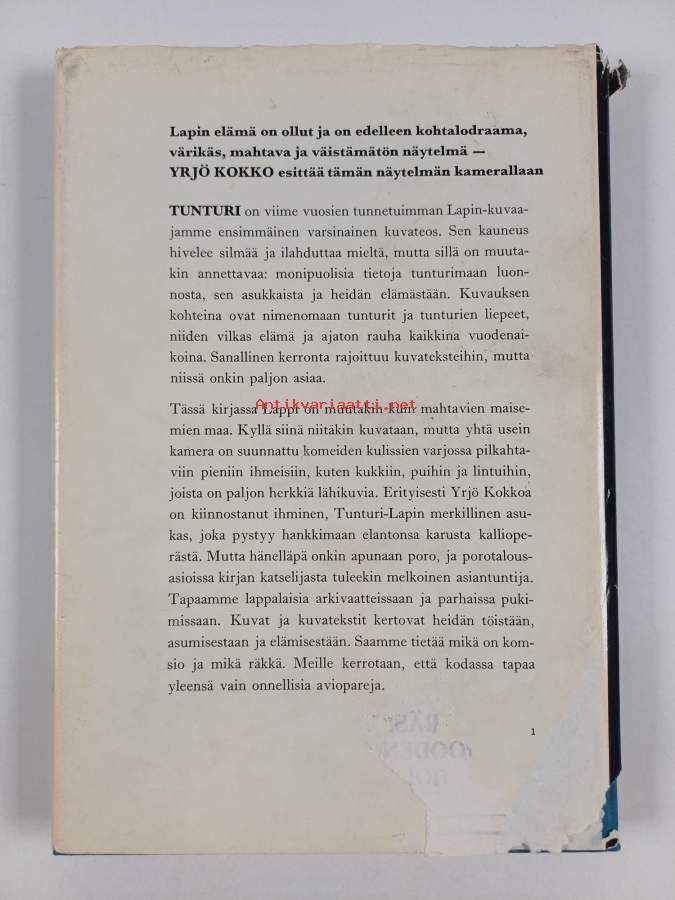 Lapin elämä on ollut ja on edelleen kohtalodraama,
värikäs, mahtava ja väistämätön näytelmä —
YRJÖ KOKKO esittää tämän näytelmän kamerallaan
TUNTURI on viime vuosien tunnetuimman Lapin-kuvaa-
jamme ensimmäinen varsinainen kuvateos. Sen kauneus
hivelee silmää ja ilahduttaa mieltä, mutta sillä on muuta-
kin annettavaa: monipuolisia tietoja tunturimaan luon-
nosta, sen asukkaista ja heidän elämästään. Kuvauksen
kohteina ovat nimenomaan tunturit ja tunturien liepeet,
niiden vilkas elämä ja ajaton rauha kaikkina vuodenai-
koina. Sanallinen kerronta rajoittuu kuvateksteihin, mutta
niissä onkin paljon asiaa.
Antikvariaatti.net
Tässä kirjassa Lappi on muutakin kuin mahtavien maise-
mien maa. Kyllä siinä niitäkin kuvataan, mutta yhtä usein
kamera on suunnattu komeiden kulissien varjossa pilkahta-
viin pieniin ihmeisiin, kuten kukkiin, puihin ja lintuihin,
joista on paljon herkkiä lähikuvia. Erityisesti Yrjö Kokkoa
on kiinnostanut ihminen, Tunturi-Lapin merkillinen asu-
kas, joka pystyy hankkimaan elantonsa karusta kalliope-
rästä. Mutta hänelläpä onkin apunaan poro, ja porotalous-
asioissa kirjan katselijasta tuleekin melkoinen asiantuntija.
Tapaamme lappalaisia arkivaatteissaan ja parhaissa puki-
missaan. Kuvat ja kuvatekstit kertovat heidän töistään,
asumisestaan ja elämisestään. Saamme tietää mikä on kom-
sio ja mikä räkkä. Meille kerrotaan, että kodassa tapaa
yleensä vain onnellisia aviopareja.
1